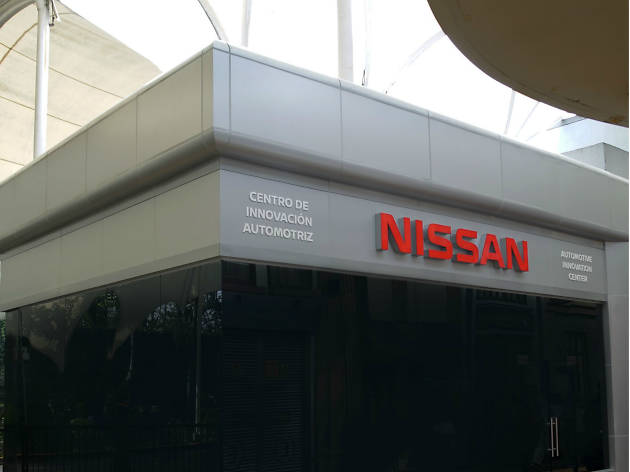 CENTRO DE
INNOVACIÓN
AUTOMOTRIZ
NISSAN
AUTOMOTIVE
INNOVATION
CENTER